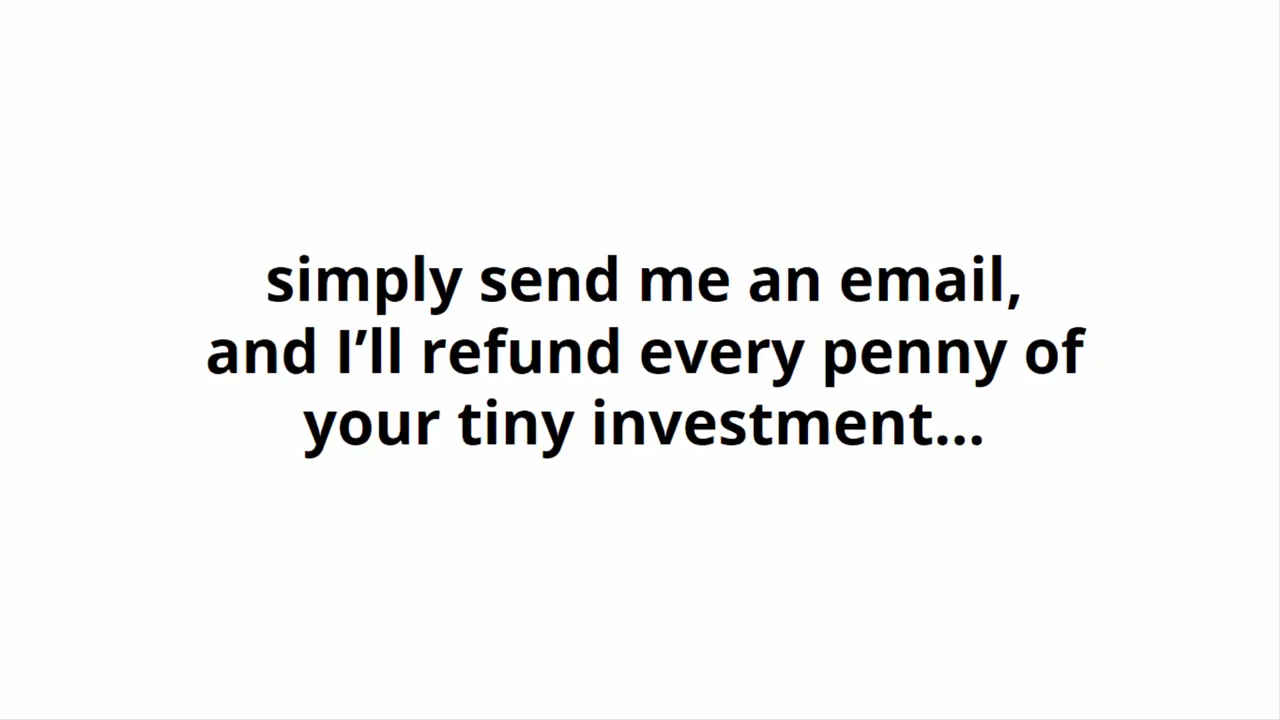 simply send me an email,
and I’ll refund every penny of
your tiny investment...